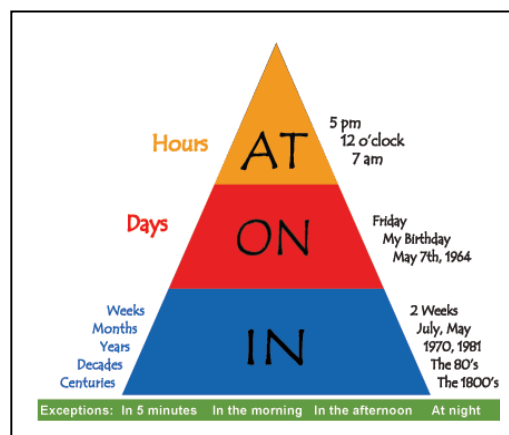 Hours
AT
5 pm
12 o'clock
7 am
Days
ON
Friday
My Birthday
May 7th, 1964
Weeks
Months
Years
Decades
Centuries
IN
2 Weeks
July, May
1970, 1981
The 80's
The 1800's
Exceptions: In 5 minutes In the morning In the afternoon At night